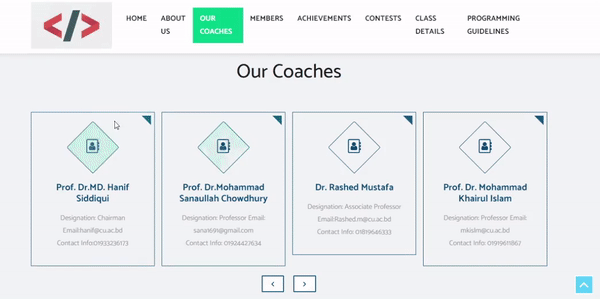 </>
HOME
ABOUT
US
OUR
COACHES
MEMBERS
ACHIEVEMENTS
CONTESTS
CLASS
DETAILS
PROGRAMMING
GUIDELINES
Our Coaches
Prof. Dr.MD. Hanif
Siddiqui
Designation: Chairman
Email:hanif@cu.ac.bd
Contact Info:01933236173
Prof. Dr.Mohammad
Sanaullah Chowdhury
Designation: Professor Email:
sana1691@gmail.com
Contact Info: 01924427634
Dr. Rashed Mustafa
Designation: Associate Professor
Email:Rashed.m@cu.ac.bd
Contact Info: 01819646333
Prof. Dr. Mohammad
Khairul Islam
Designation: Professor Email:
mkislm@cu.ac.bd
Contact Info: 01919611867